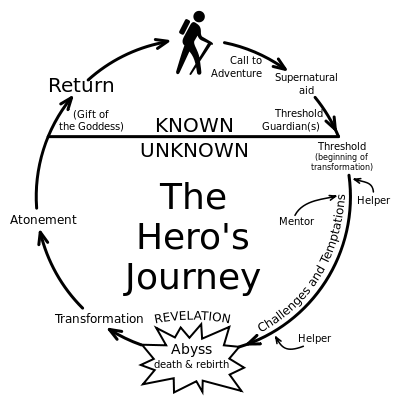 Call to
Adventure
Supernatural
aid
Return
(Gift of
the Goddess)
Threshold
Guardian(s)
KNOWN
UNKNOWN
Threshold
(beginning of
transformation)
Helper
Mentor
Challenges and Temptations
The
Hero's
Journey
Atonement
Transformation
REVELATION
Abyss
death & rebirth
Helper